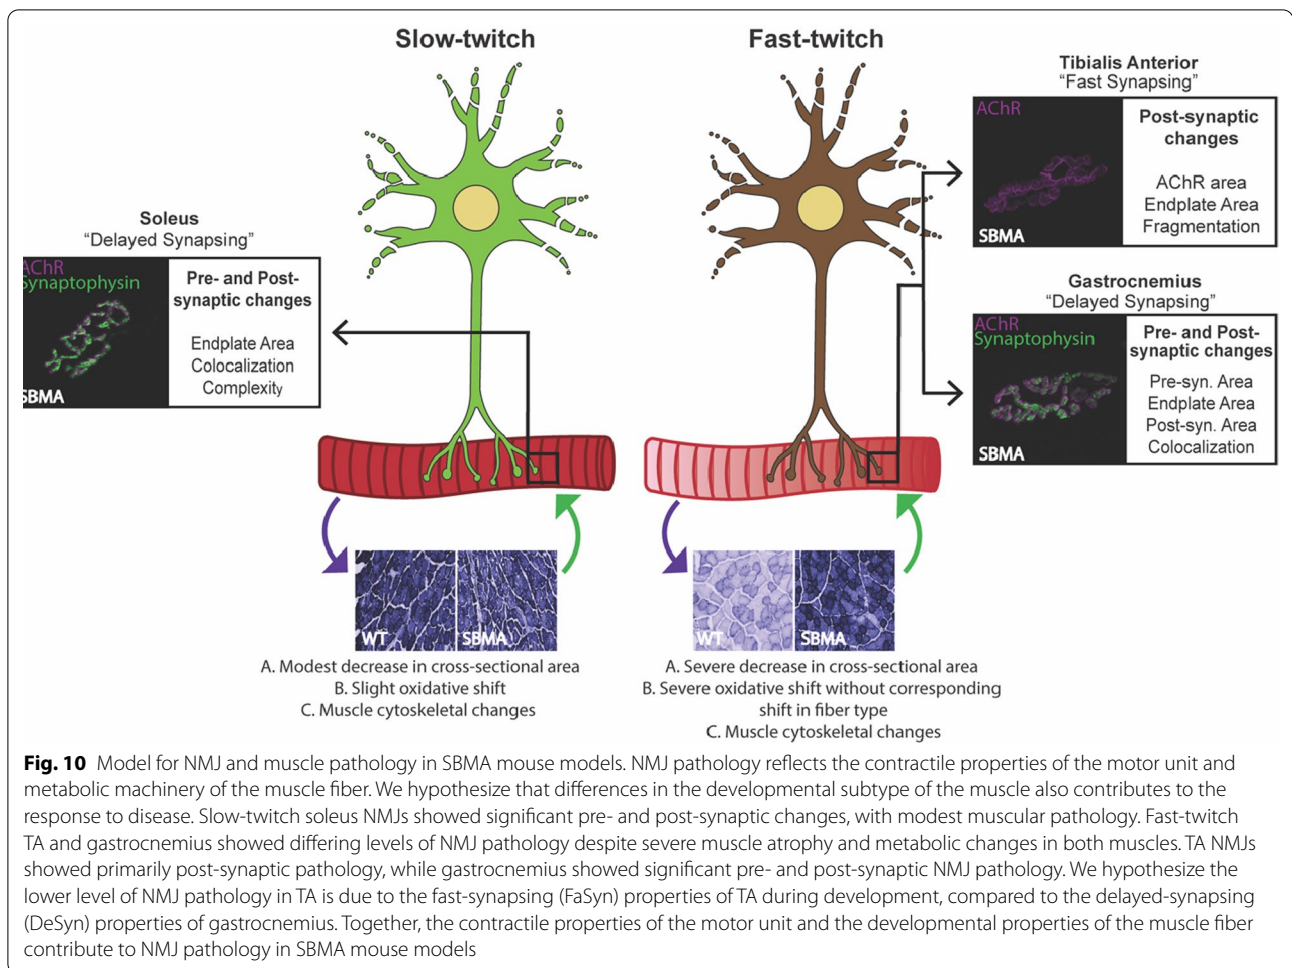 Slow-twitch
Fast-twitch
Soleus
“Delayed Synapsing”
AChR
Synaptophysin
SBMA
Pre- and Post-
synaptic changes
Endplate Area
Colocalization
Complexity
Tibialis Anterior
“Fast Synapsing”
AChR
SBMA
Post-synaptic
changes
AChR area
Endplate Area
Fragmentation
Gastrocnemius
“Delayed Synapsing”
AChR
Synaptophysin
SBMA
Pre- and Post-
synaptic changes
Pre-syn. Area
Endplate Area
Post-syn. Area
Colocalization
WT
SBMA
A. Modest decrease in cross-sectional area
B. Slight oxidative shift
C. Muscle cytoskeletal changes
WT
SBMA
A. Severe decrease in cross-sectional area
B. Severe oxidative shift without corresponding
shift in fiber type
C. Muscle cytoskeletal changes
Fig. 10 Model for NMJ and muscle pathology in SBMA mouse models. NMJ pathology reflects the contractile properties of the motor unit and
metabolic machinery of the muscle fiber. We hypothesize that differences in the developmental subtype of the muscle also contributes to the
response to disease. Slow-twitch soleus NMJs showed significant pre- and post-synaptic changes, with modest muscular pathology. Fast-twitch
TA and gastrocnemius showed differing levels of NMJ pathology despite severe muscle atrophy and metabolic changes in both muscles. TA NMJs
showed primarily post-synaptic pathology, while gastrocnemius showed significant pre- and post-synaptic NMJ pathology. We hypothesize the
lower level of NMJ pathology in TA is due to the fast-synapsing (FaSyn) properties of TA during development, compared to the delayed-synapsing
(DeSyn) properties of gastrocnemius. Together, the contractile properties of the motor unit and the developmental properties of the muscle fiber
contribute to NMJ pathology in SBMA mouse models